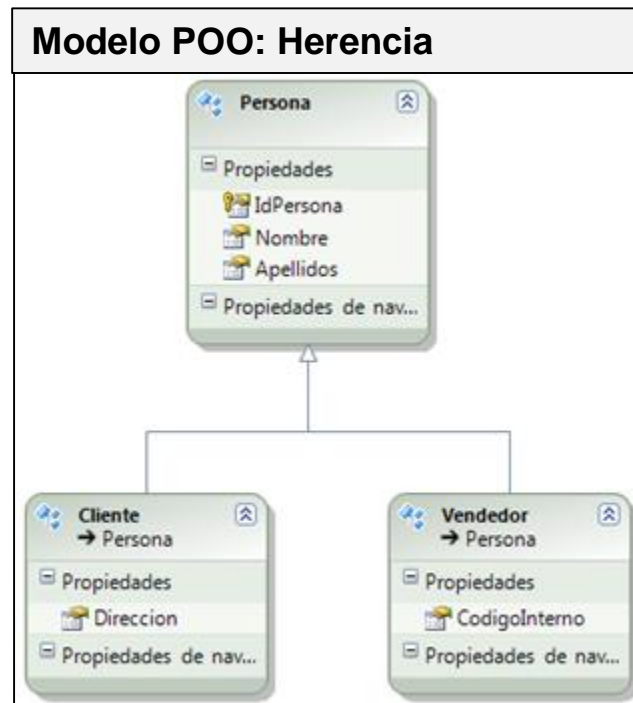 Modelo POO: Herencia
Persona
Propiedades
IdPersona
Nombre
Apellidos
Propiedades de nav...
Cliente
→ Persona
Propiedades
Direccion
Propiedades de nav...
Vendedor
→ Persona
Propiedades
CodigoInterno
Propiedades de nav...